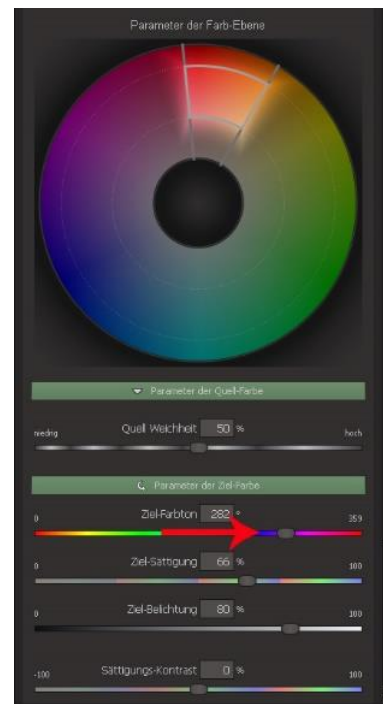 Parameter der Farb-Ebene
Parameter der Quell-Farbe
Quell Weichheit 50 %
niedrig hoch
Parameter der Ziel-Farbe
Ziel-Farbton 282 °
0 359
Ziel-Sättigung 66 %
0 100
Ziel-Belichtung 80 %
0 100
Sättigungs-Kontrast 0 %
-100 100